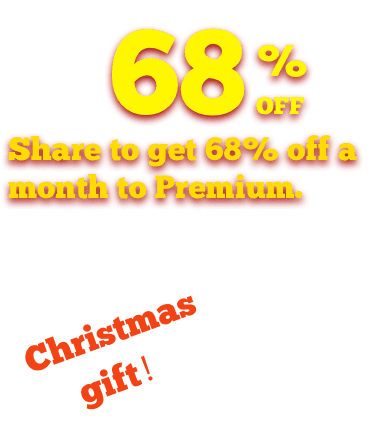 68%
OFF
Share to get 68% off a
month to Premium.
Christmas
gift!